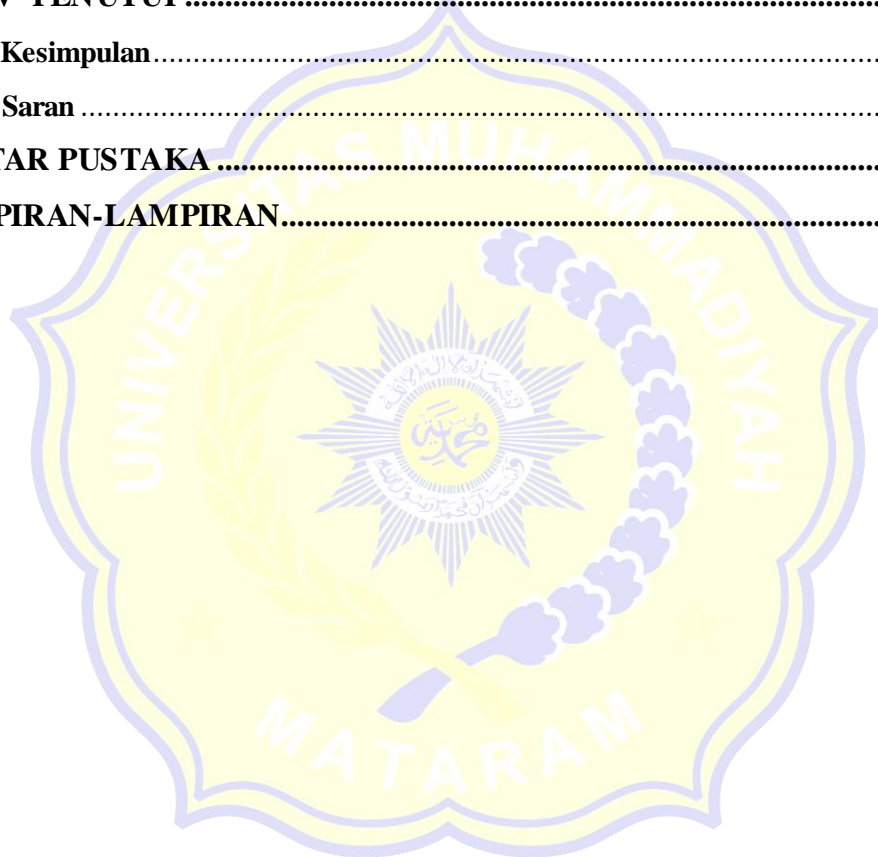 PENUTUP
Kesimpulan
Saran
TAR PUSTAKA
PIRAN-LAMPIRAN
UNIVERSITAS MUHAMMADIYAH
MATARAM